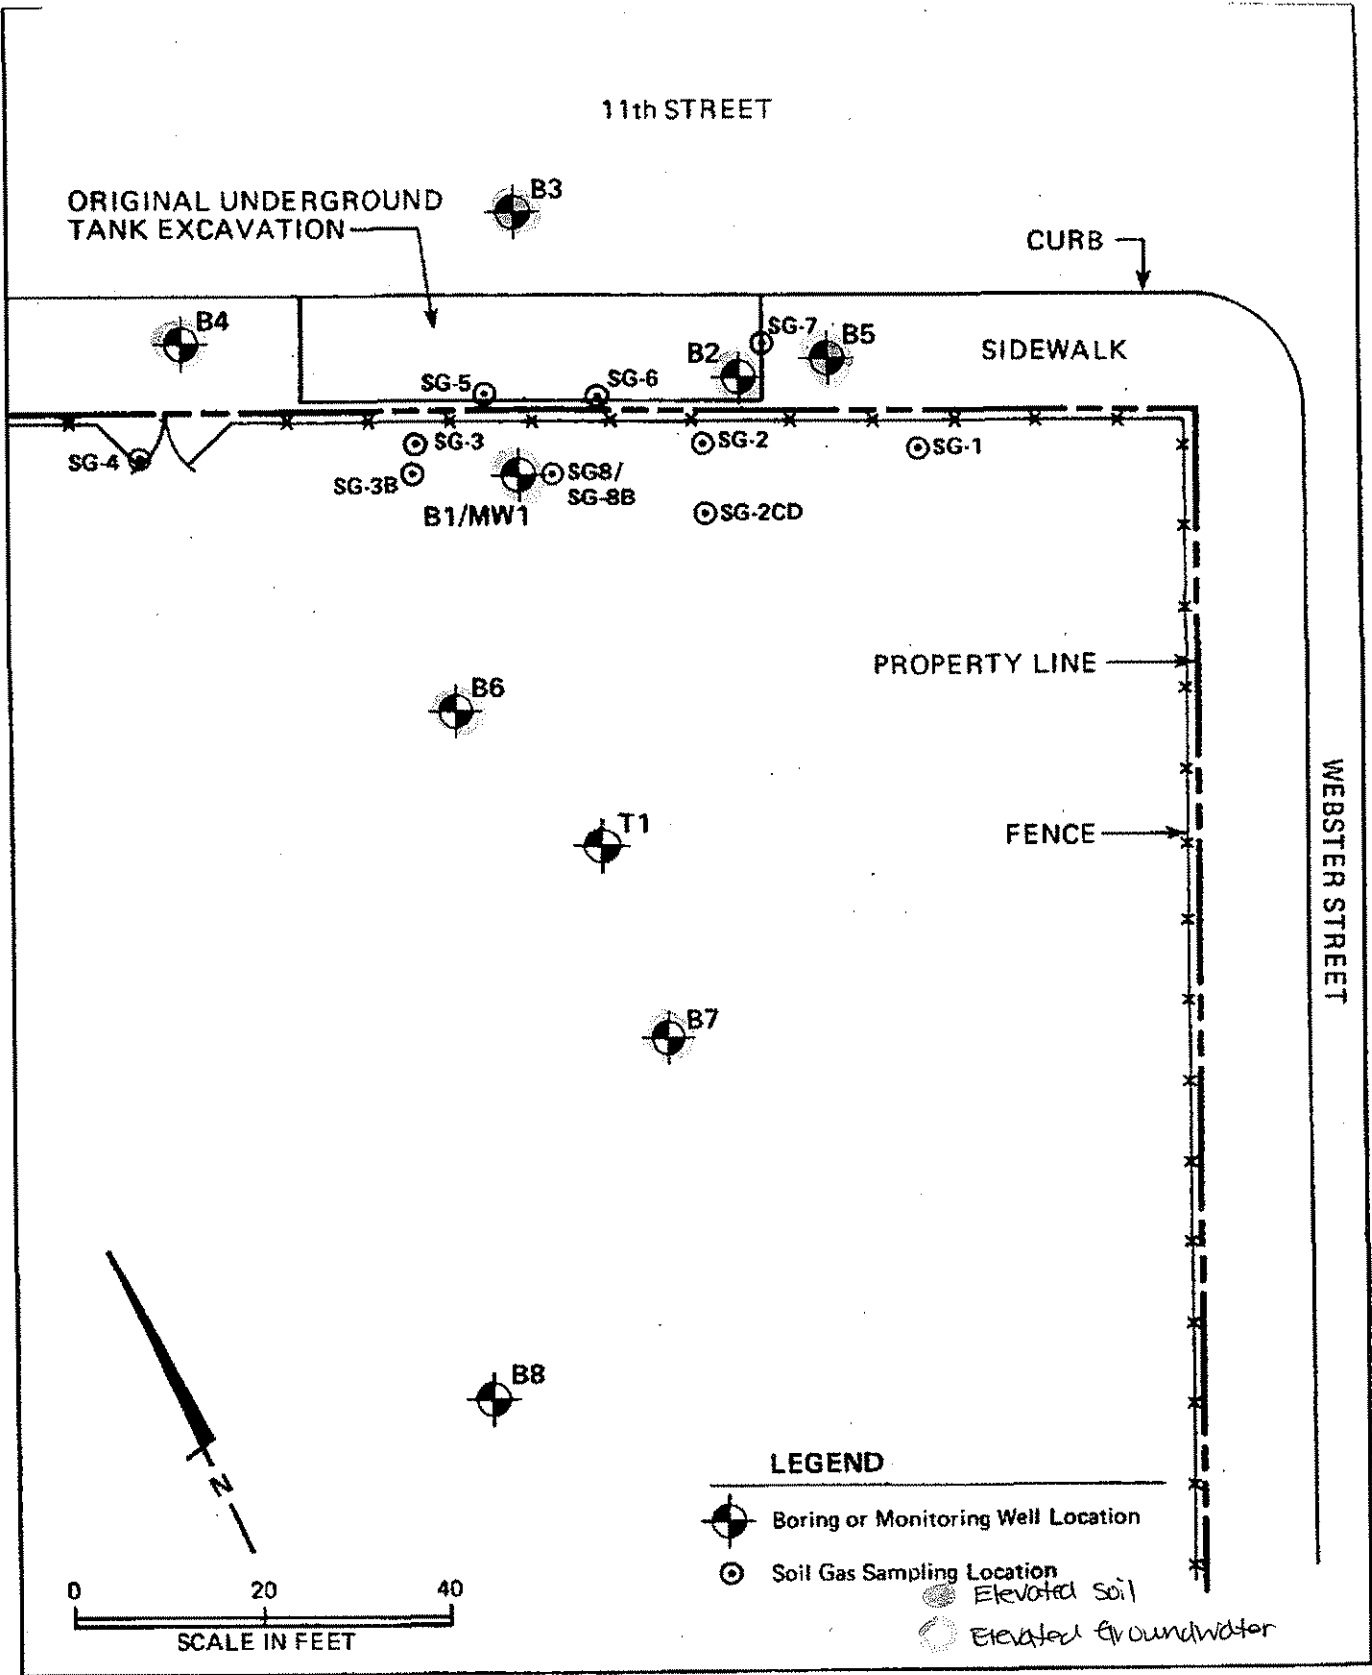 11th STREET
ORIGINAL UNDERGROUND
TANK EXCAVATION
B3
CURB
B4
SG-7
B5
B2
SIDEWALK
SG-5
SG-6
SG-4
SG-3
SG-2
SG-1
SG-3B
SG8/
SG-8B
B1/MW1
SG-2CD
PROPERTY LINE
B6
WEBSTER STREET
T1
FENCE
B7
B8
N
LEGEND
Boring or Monitoring Well Location
Soil Gas Sampling Location
Elevated Soil
Elevated Groundwater
0 20 40
SCALE IN FEET